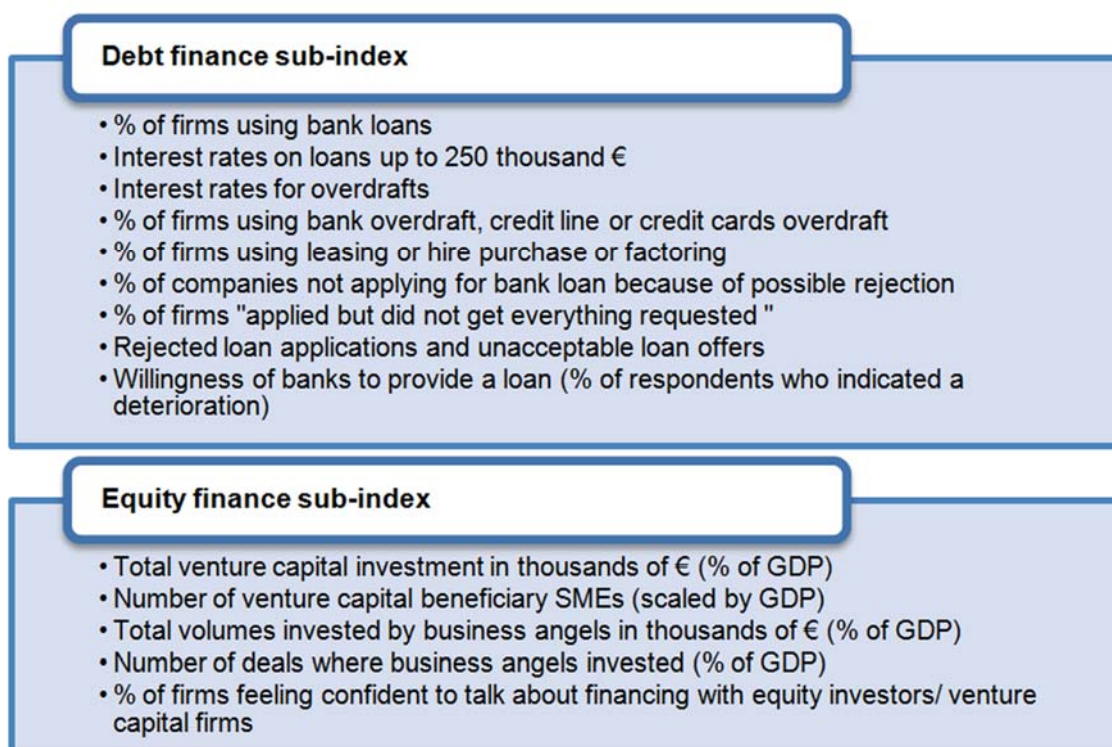 Debt finance sub-index
• % of firms using bank loans
• Interest rates on loans up to 250 thousand €
• Interest rates for overdrafts
• % of firms using bank overdraft, credit line or credit cards overdraft
• % of firms using leasing or hire purchase or factoring
• % of companies not applying for bank loan because of possible rejection
• % of firms "applied but did not get everything requested "
• Rejected loan applications and unacceptable loan offers
• Willingness of banks to provide a loan (% of respondents who indicated a
deterioration)
Equity finance sub-index
• Total venture capital investment in thousands of € (% of GDP)
• Number of venture capital beneficiary SMEs (scaled by GDP)
• Total volumes invested by business angels in thousands of € (% of GDP)
• Number of deals where business angels invested (% of GDP)
• % of firms feeling confident to talk about financing with equity investors/ venture
capital firms